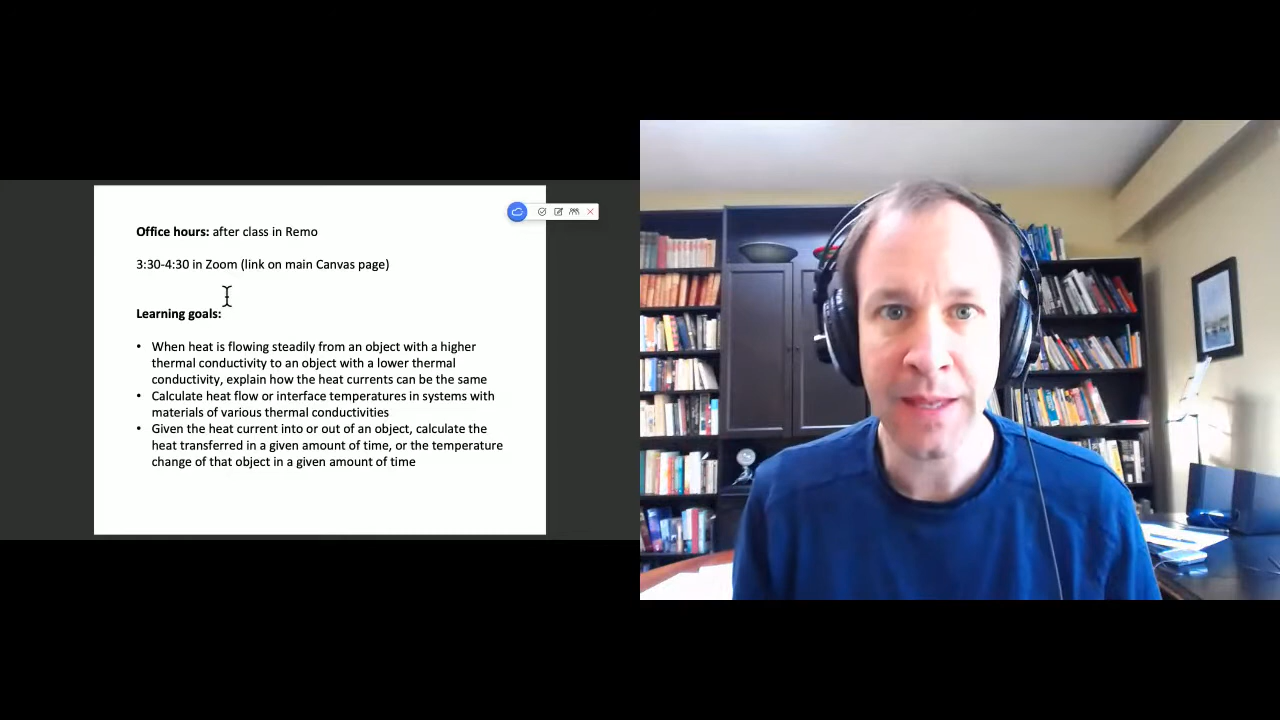 Office hours: after class in Remo
3:30-4:30 in Zoom (link on main Canvas page)
Learning goals:
• When heat is flowing steadily from an object with a higher
thermal conductivity to an object with a lower thermal
conductivity, explain how the heat currents can be the same
• Calculate heat flow or interface temperatures in systems with
materials of various thermal conductivities
• Given the heat current into or out of an object, calculate the
heat transferred in a given amount of time, or the temperature
change of that object in a given amount of time